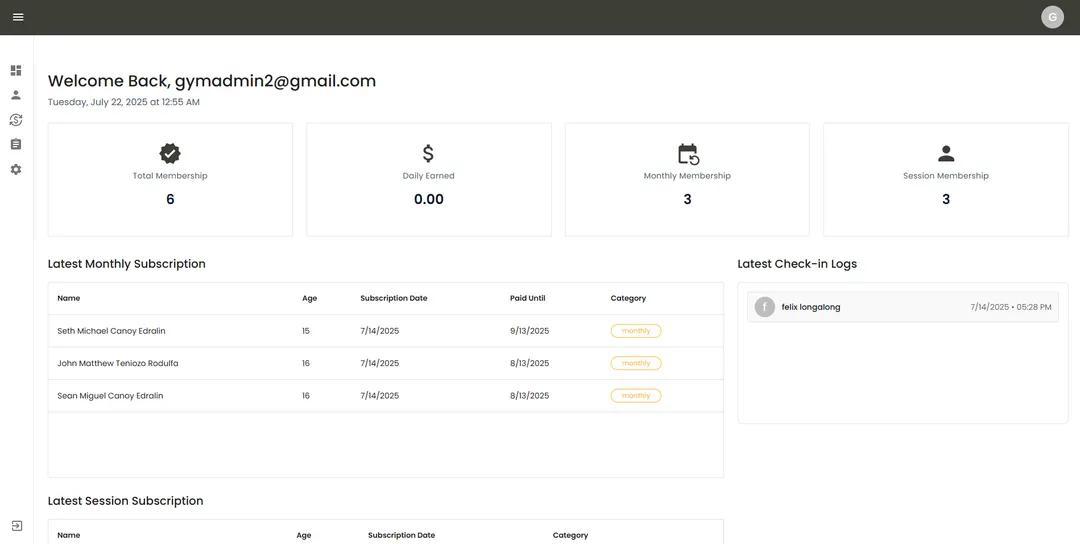 G
Welcome Back, gymadmin2@gmail.com
Tuesday, July 22, 2025 at 12:55 AM
Total Membership
6
Daily Earned
0.00
Monthly Membership
3
Session Membership
3
Latest Monthly Subscription
Name Age Subscription Date Paid Until Category
Seth Michael Canoy Edralin 15 7/14/2025 9/13/2025 monthly
John Matthew Teniozo Rodulfa 16 7/14/2025 8/13/2025 monthly
Sean Miguel Canoy Edralin 16 7/14/2025 8/13/2025 monthly
Latest Check-in Logs
f felix longalong 7/14/2025 • 05:28 PM
Latest Session Subscription
Name Age Subscription Date Category